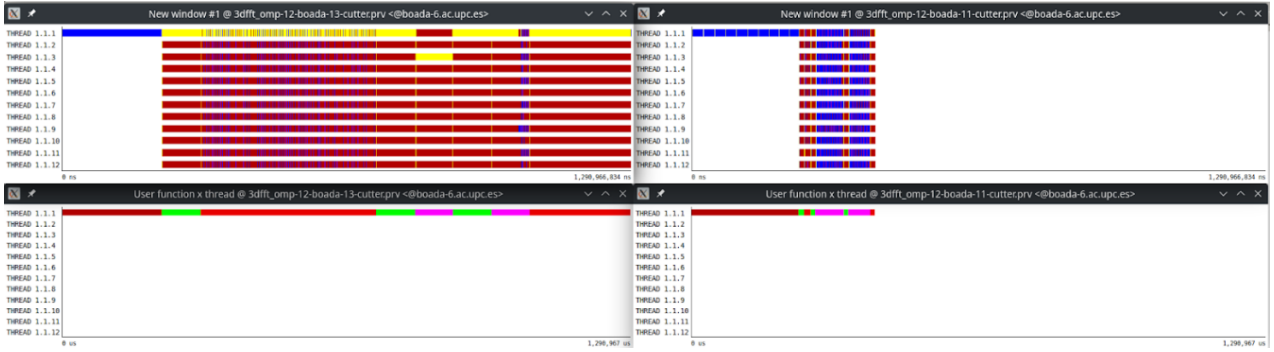 New window #1 @ 3dfft_omp-12-boada-13-cutter.prv <@boada-6.ac.upc.es>
THREAD 1.1.1
THREAD 1.1.2
THREAD 1.1.3
THREAD 1.1.4
THREAD 1.1.5
THREAD 1.1.6
THREAD 1.1.7
THREAD 1.1.8
THREAD 1.1.9
THREAD 1.1.10
THREAD 1.1.11
THREAD 1.1.12
0 ns 1,290,966,834 ns
New window #1 @ 3dfft_omp-12-boada-11-cutter.prv <@boada-6.ac.upc.es>
THREAD 1.1.1
THREAD 1.1.2
THREAD 1.1.3
THREAD 1.1.4
THREAD 1.1.5
THREAD 1.1.6
THREAD 1.1.7
THREAD 1.1.8
THREAD 1.1.9
THREAD 1.1.10
THREAD 1.1.11
THREAD 1.1.12
0 ns 1,290,966,834 ns
User function x thread @ 3dfft_omp-12-boada-13-cutter.prv <@boada-6.ac.upc.es>
THREAD 1.1.1
THREAD 1.1.2
THREAD 1.1.3
THREAD 1.1.4
THREAD 1.1.5
THREAD 1.1.6
THREAD 1.1.7
THREAD 1.1.8
THREAD 1.1.9
THREAD 1.1.10
THREAD 1.1.11
THREAD 1.1.12
0 us 1,290,967 us
User function x thread @ 3dfft_omp-12-boada-11-cutter.prv <@boada-6.ac.upc.es>
THREAD 1.1.1
THREAD 1.1.2
THREAD 1.1.3
THREAD 1.1.4
THREAD 1.1.5
THREAD 1.1.6
THREAD 1.1.7
THREAD 1.1.8
THREAD 1.1.9
THREAD 1.1.10
THREAD 1.1.11
THREAD 1.1.12
0 us 1,290,967 us